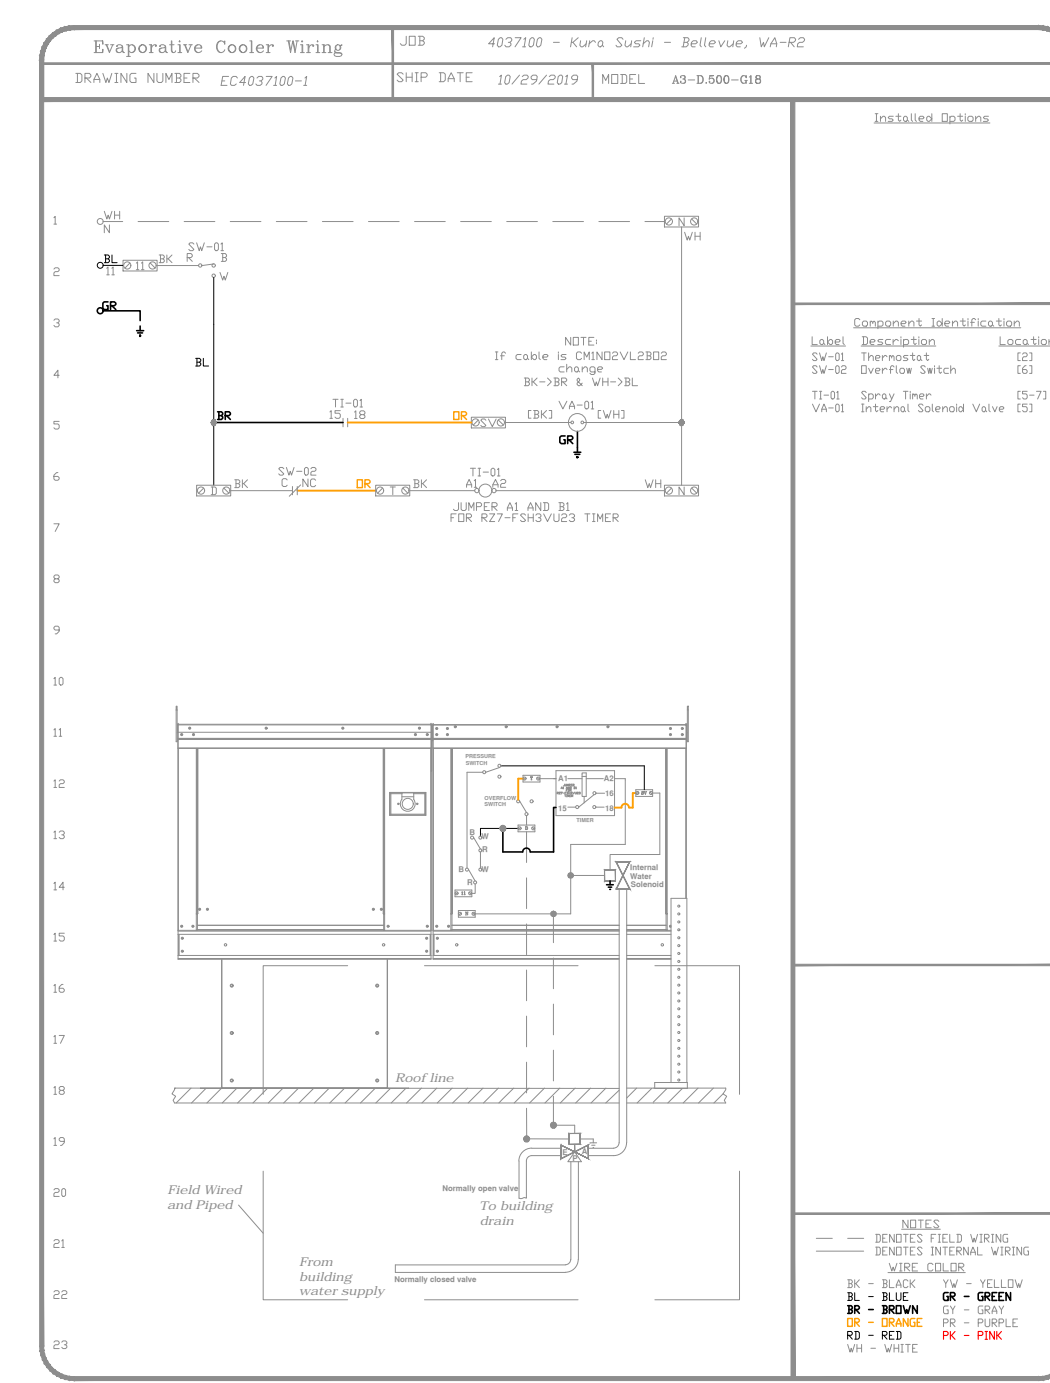 Evaporative Cooler Wiring
JOB 4037100 - Kura Sushi - Bellevue, WA-R2
DRAWING NUMBER EC4037100-1
SHIP DATE 10/29/2019
MODEL A3-D.500-G18
Installed Options
1
WH
N
N
WH
SW-01
R B
W
2
BL
11
11
BK
3
GR
NOTE:
If cable is CM1NO2VL2B02
change
BK->BR & WH->BL
4
BL
5
BR
TI-01
15 18
OR
SV
[BK]
VA-01
[WH]
GR
6
D
BK
SW-02
C NC
OR
T
BK
TI-01
A1 A2
WH
N
JUMPER A1 AND B1
FOR RZ7-FSH3VU23 TIMER
7
8
9
10
11
12
13
14
15
16
17
18
19
20
21
22
23
Component Identification
Label Description Location
SW-01 Thermostat [2]
SW-02 Overflow Switch [6]
TI-01 Spray Timer [5-7]
VA-01 Internal Solenoid Valve [5]
PRESSURE
SWITCH
OVERFLOW
SWITCH
A1 A2
16
15 18
TIMER
B
W
R
B W
R
11
Internal
Water
Solenoid
Roof line
E A
P
Normally open valve
To building
drain
Field Wired
and Piped
From
building
water supply
Normally closed valve
NOTES
DENOTES FIELD WIRING
DENOTES INTERNAL WIRING
WIRE COLOR
BK - BLACK YW - YELLOW
BL - BLUE GR - GREEN
BR - BROWN GY - GRAY
OR - ORANGE PR - PURPLE
RD - RED PK - PINK
WH - WHITE